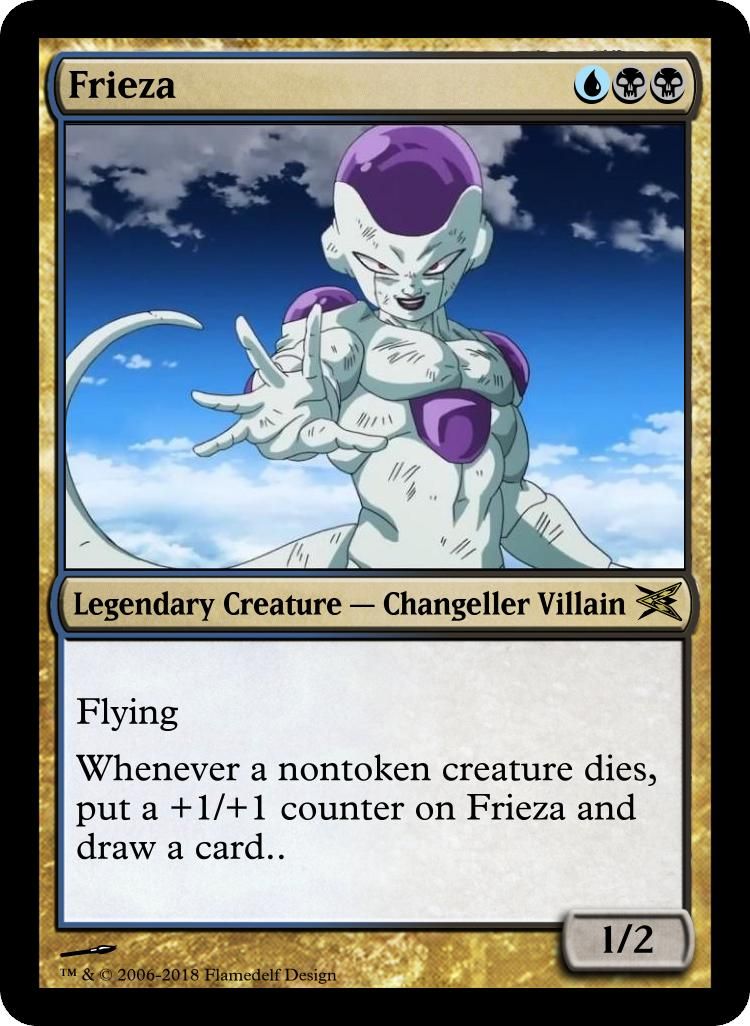 Frieza
Legendary Creature — Changeller Villain
Flying
Whenever a nontoken creature dies,
put a +1/+1 counter on Frieza and
draw a card..
1/2
™ & © 2006-2018 Flamedelf Design